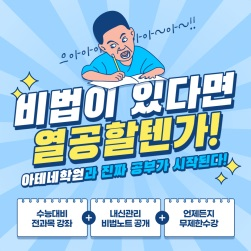 으아아아아~아~아~!!
비법이 있다면
열공할텐가!
아테네학원과 진짜 공부가 시작된다!
수능대비
전과목 강좌
+
내신관리
비법노트 공개
+
언제든지
무제한수강